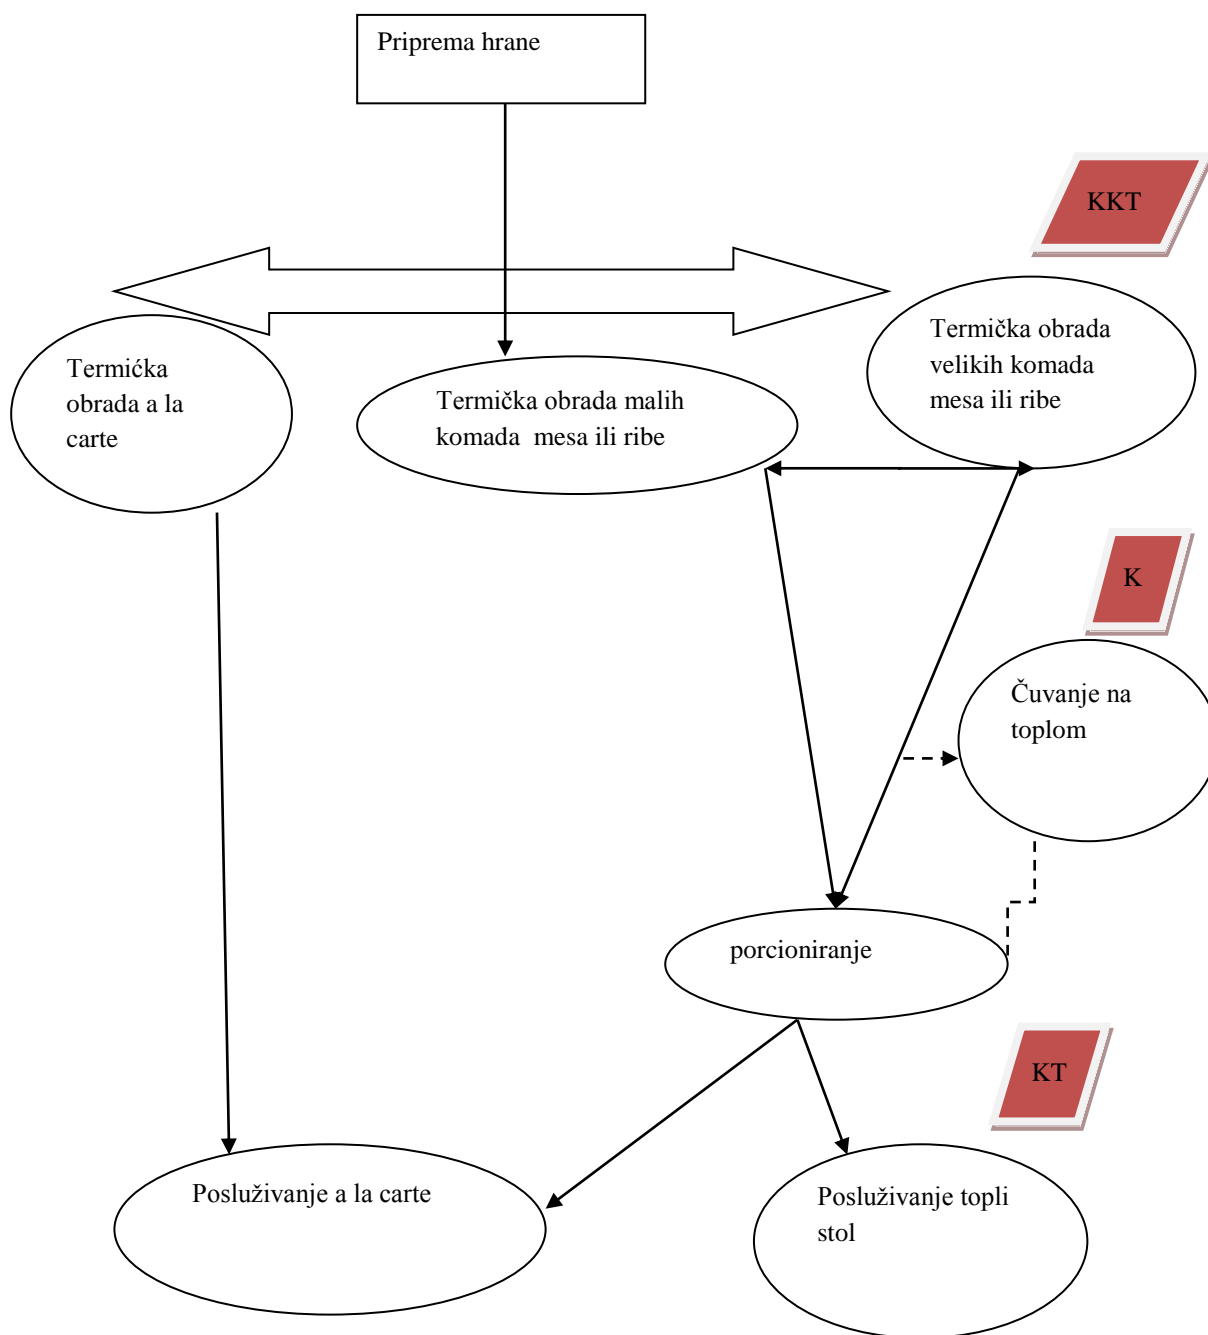 Priprema hrane
KKT
Termićka
obrada a la
carte
Termička obrada malih
komada mesa ili ribe
Termička obrada
velikih komada
mesa ili ribe
K
Čuvanje na
toplom
porcioniranje
KT
Posluživanje a la carte
Posluživanje topli
stol